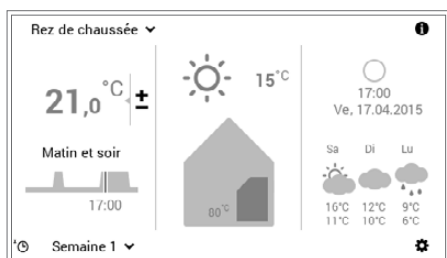 Rez de chaussée
21,0 °C ±
Matin et soir
17:00
15°C
80°C
17:00
Ve, 17.04.2015
Sa Di Lu
16°C 12°C 9°C
11°C 10°C 6°C
Semaine 1